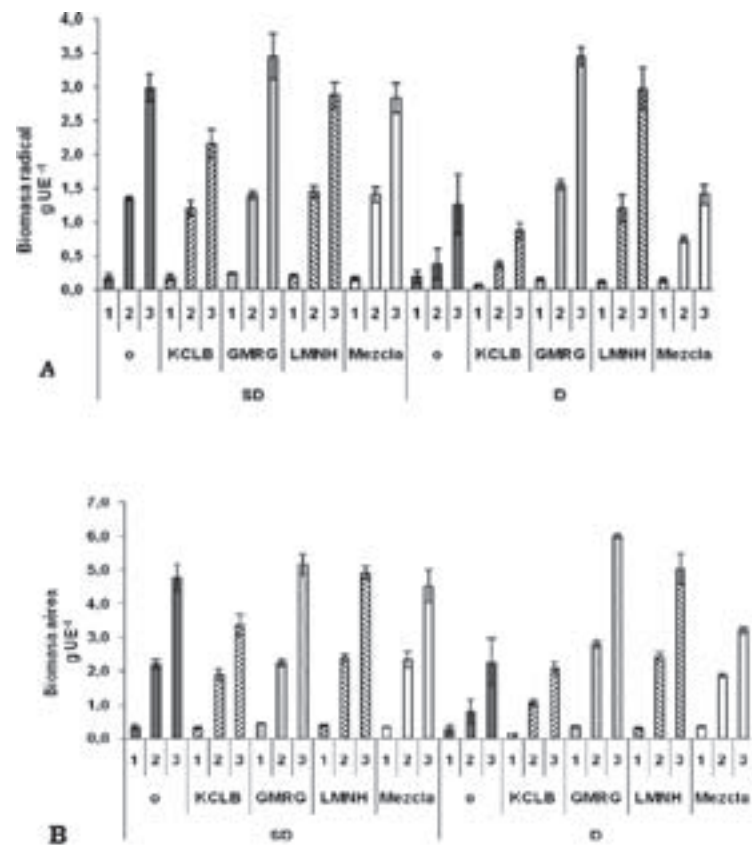 4,0
3,5
3,0
2,5
2,0
1,5
1,0
0,5
0,0
Biomasa radical
g UE⁻¹
1 2 3 1 2 3 1 2 3 1 2 3 1 2 3 1 2 3 1 2 3 1 2 3 1 2 3 1 2 3
o KCLB GMRG LMNH Mezcla o KCLB GMRG LMNH Mezcla
SD D
A
7,0
6,0
5,0
4,0
3,0
2,0
1,0
0,0
Biomasa aérea
g UE⁻¹
1 2 3 1 2 3 1 2 3 1 2 3 1 2 3 1 2 3 1 2 3 1 2 3 1 2 3 1 2 3
o KCLB GMRG LMNH Mezcla o KCLB GMRG LMNH Mezcla
SD D
B